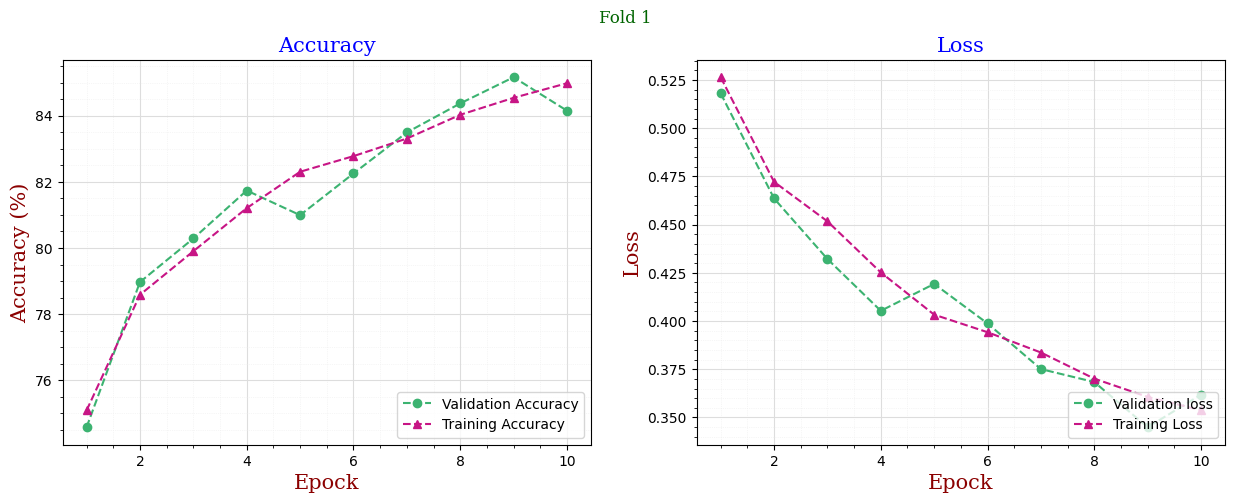 Fold 1
Accuracy
Accuracy (%)
84
82
80
78
76
Validation Accuracy
Training Accuracy
2 4 6 8 10
Epock
Loss
Loss
0.525
0.500
0.475
0.450
0.425
0.400
0.375
0.350
Validation loss
Training Loss
2 4 6 8 10
Epock